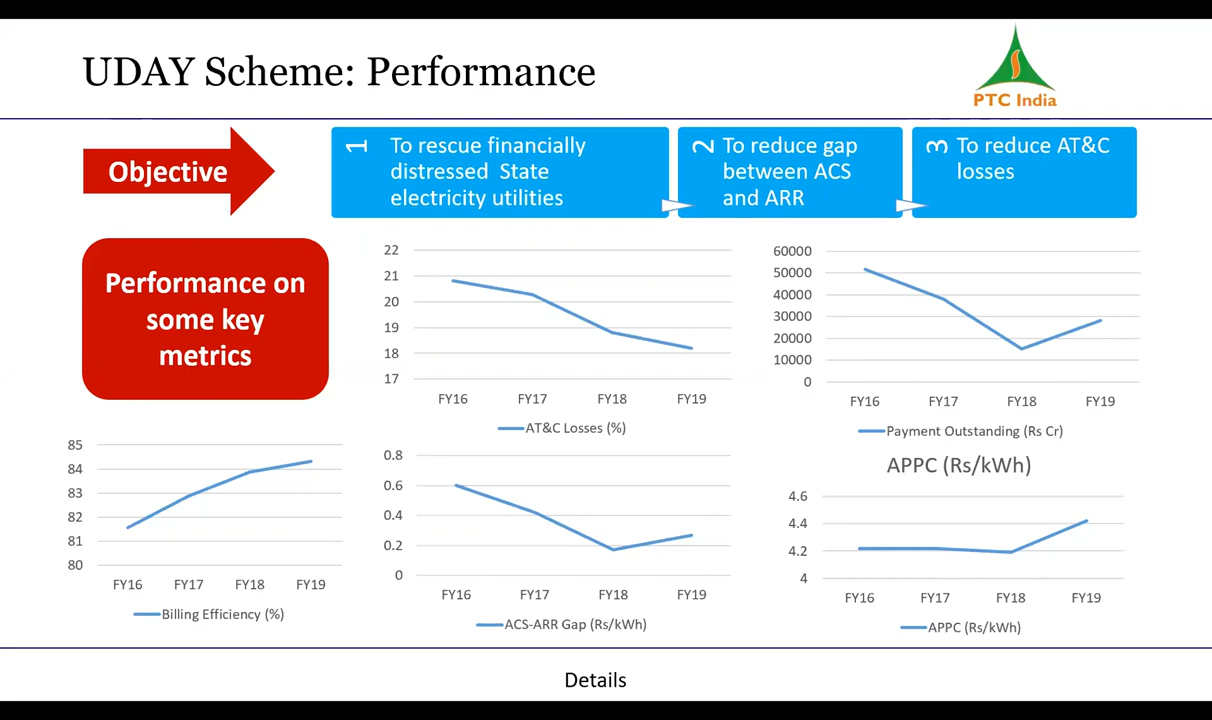 UDAY Scheme: Performance
PTC India
Objective
1
To rescue financially
distressed State
electricity utilities
2
To reduce gap
between ACS
and ARR
3
To reduce AT&C
losses
Performance on
some key
metrics
22
21
20
19
18
17
FY16 FY17 FY18 FY19
AT&C Losses (%)
60000
50000
40000
30000
20000
10000
0
FY16 FY17 FY18 FY19
Payment Outstanding (Rs Cr)
85
84
83
82
81
80
FY16 FY17 FY18 FY19
Billing Efficiency (%)
0.8
0.6
0.4
0.2
0
FY16 FY17 FY18 FY19
ACS-ARR Gap (Rs/kWh)
APPC (Rs/kWh)
4.6
4.4
4.2
4
FY16 FY17 FY18 FY19
APPC (Rs/kWh)
Details